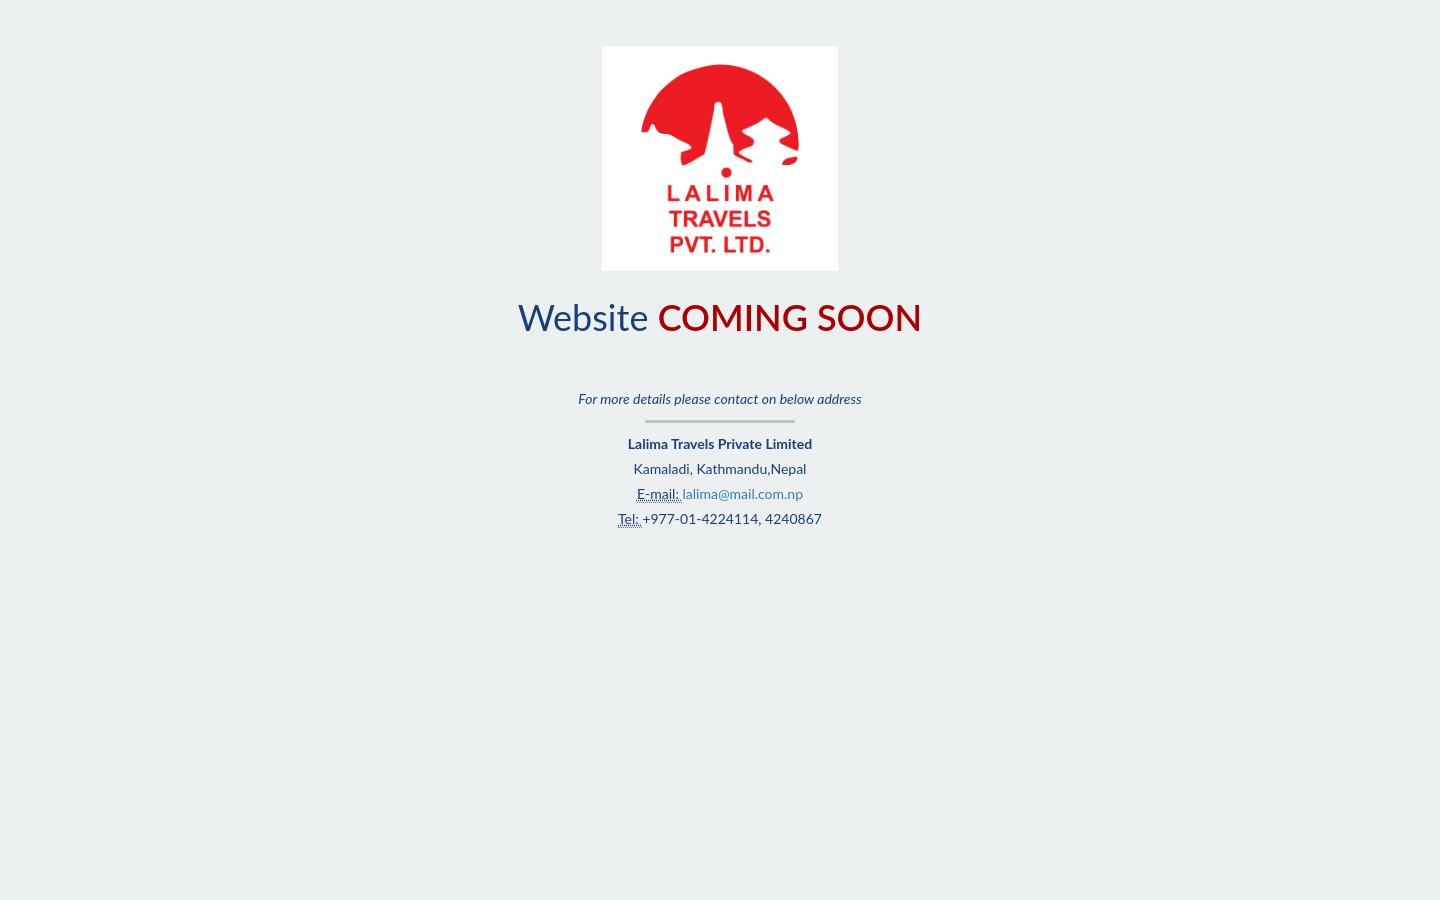 LALIMA
TRAVELS
PVT. LTD.
Website COMING SOON
For more details please contact on below address
Lalima Travels Private Limited
Kamaladi, Kathmandu,Nepal
E-mail: lalima@mail.com.np
Tel: +977-01-4224114, 4240867